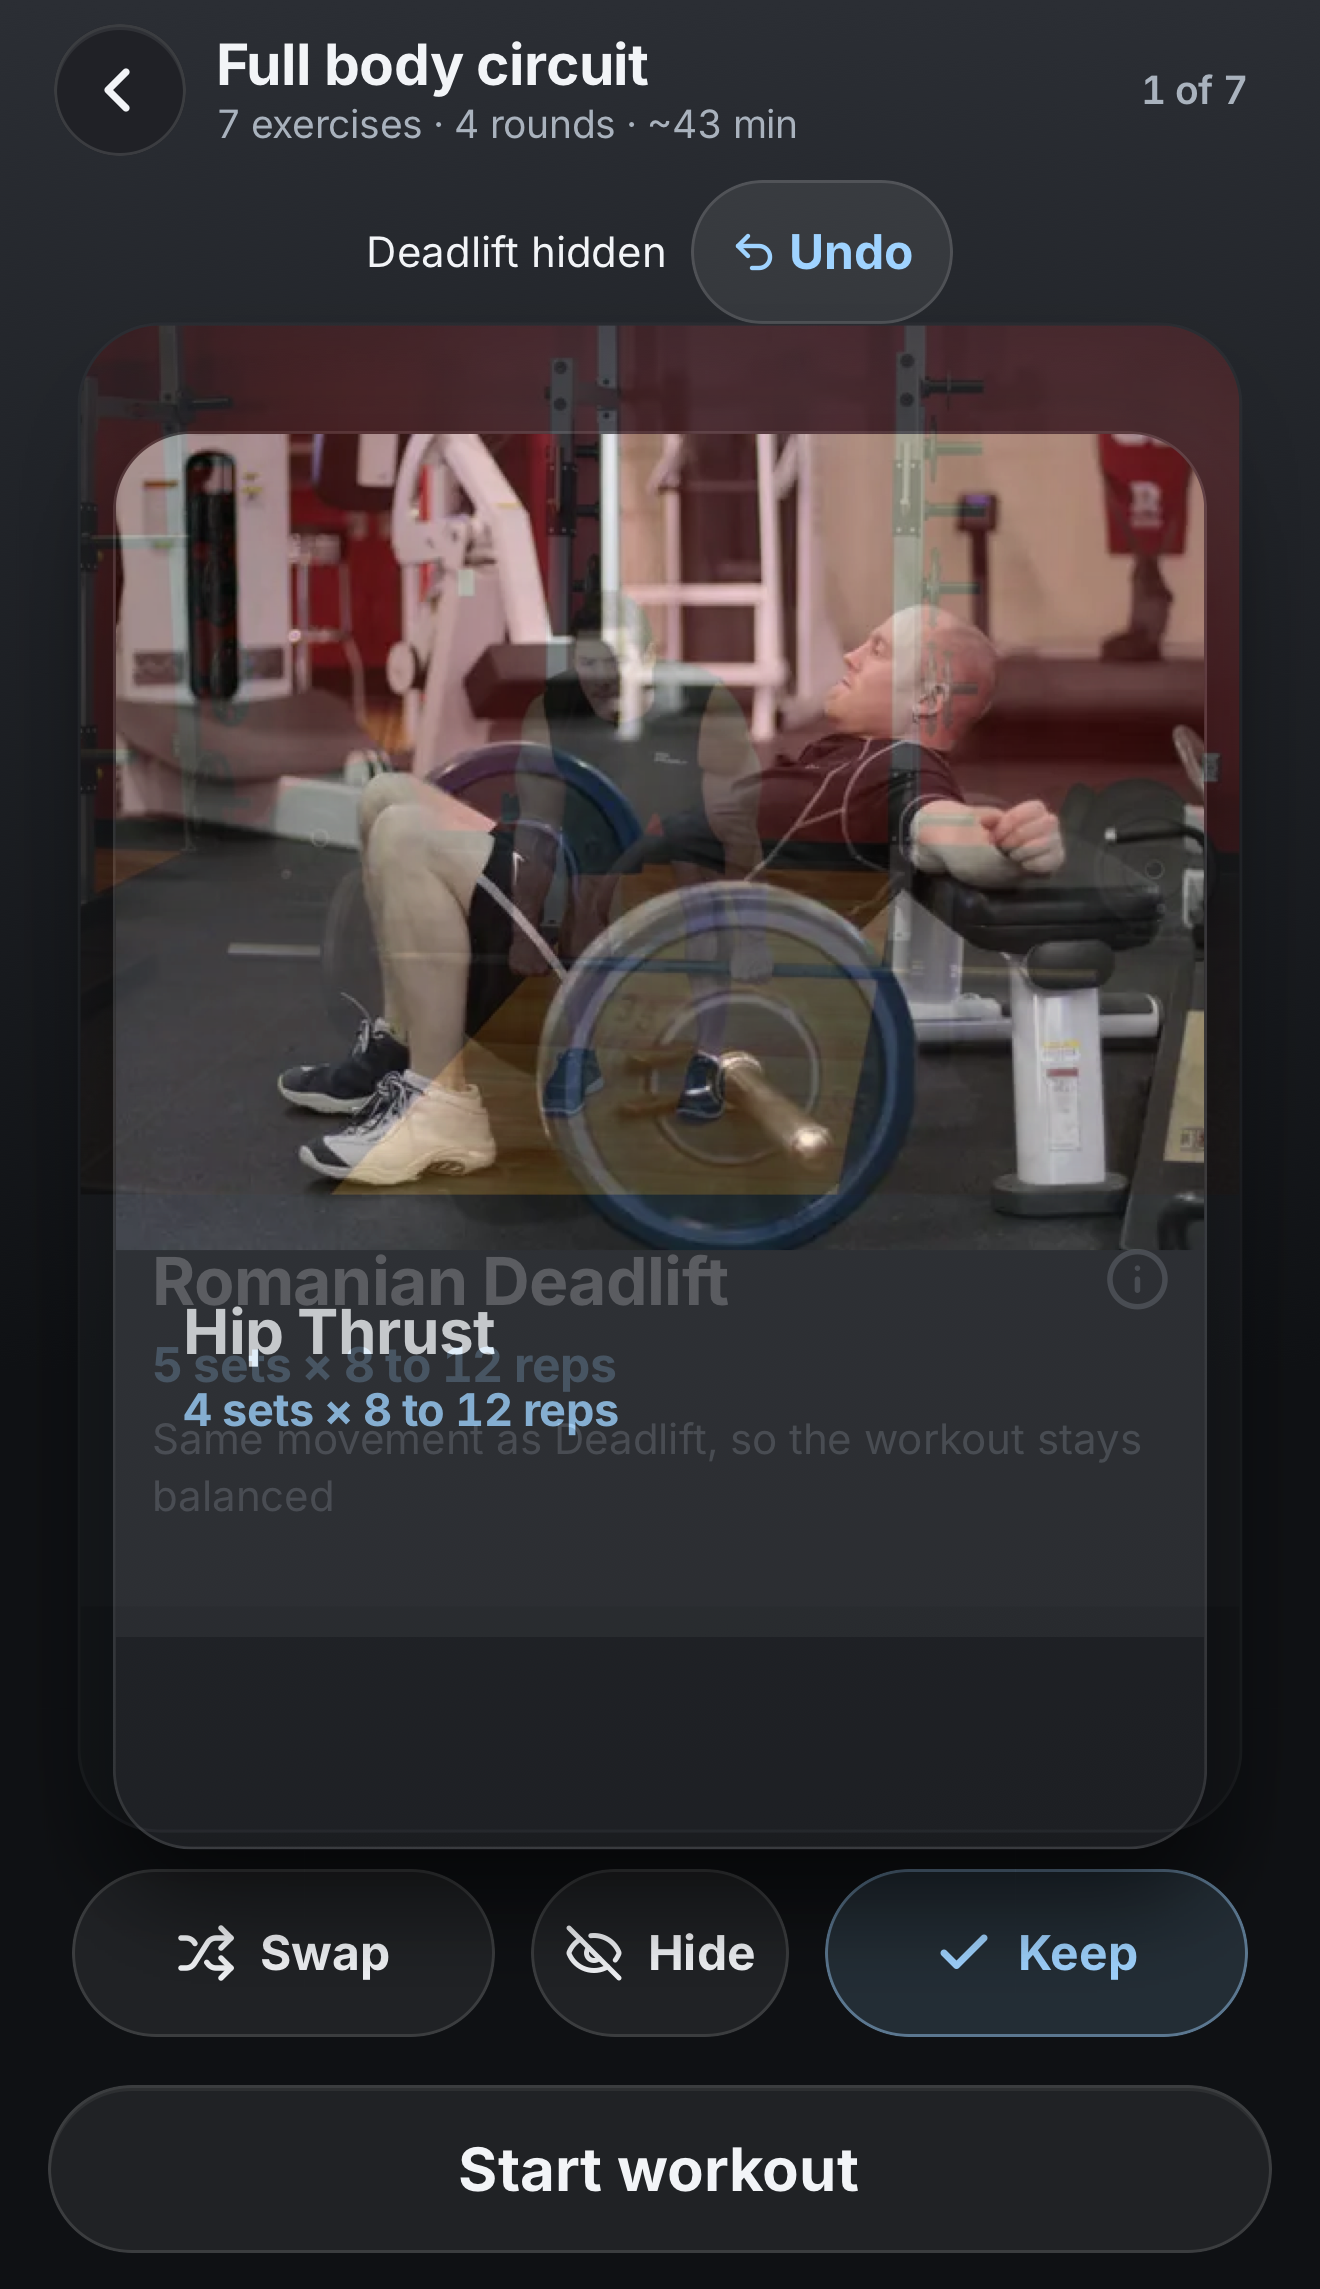 Full body circuit
7 exercises · 4 rounds · ~43 min
1 of 7
Deadlift hidden
Undo
Romanian Deadlift
Hip Thrust
5 sets × 8 to 12 reps
4 sets × 8 to 12 reps
Same movement as Deadlift, so the workout stays
balanced
Swap
Hide
Keep
Start workout